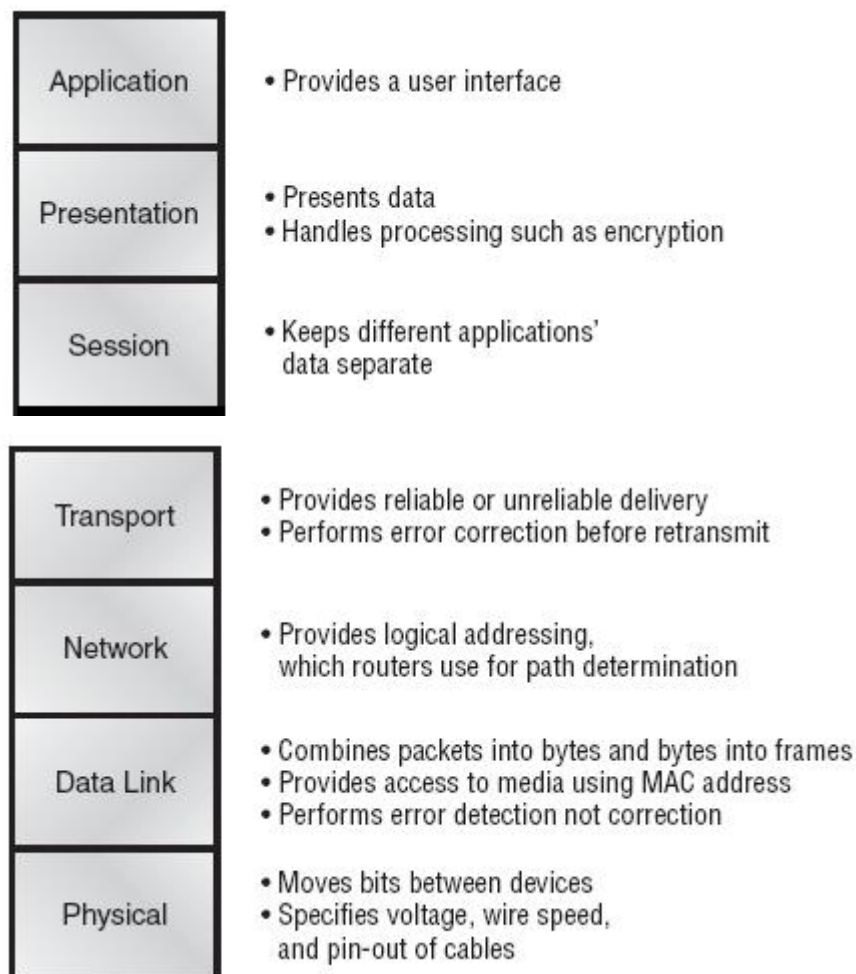 Application
• Provides a user interface
Presentation
• Presents data
• Handles processing such as encryption
Session
• Keeps different applications’
data separate
Transport
• Provides reliable or unreliable delivery
• Performs error correction before retransmit
Network
• Provides logical addressing,
which routers use for path determination
Data Link
• Combines packets into bytes and bytes into frames
• Provides access to media using MAC address
• Performs error detection not correction
Physical
• Moves bits between devices
• Specifies voltage, wire speed,
and pin-out of cables